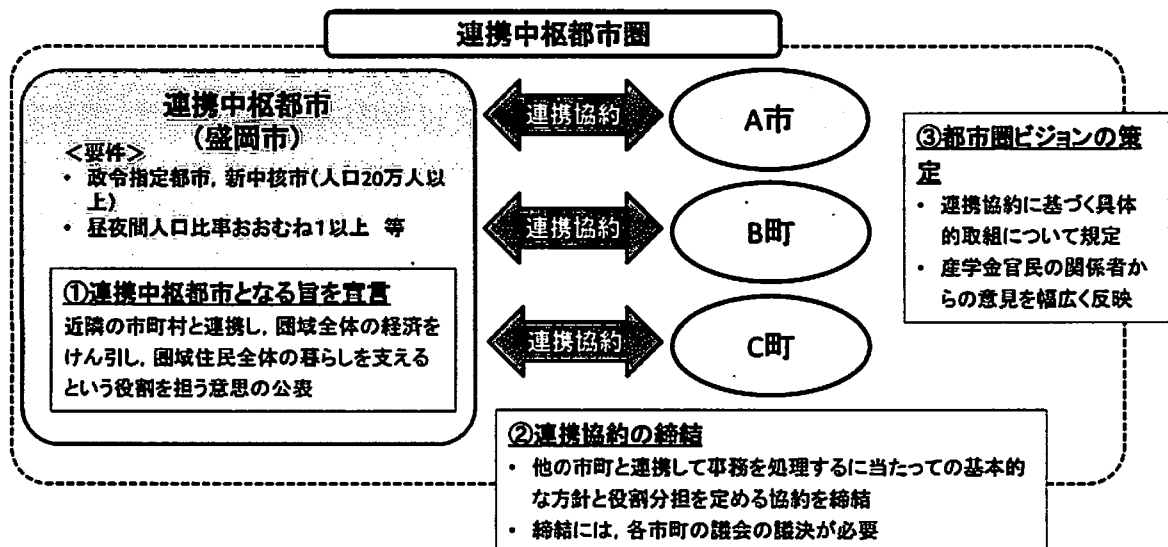 連携中枢都市圏
連携中枢都市
(盛岡市)
<要件>
・ 政令指定都市，新中核市(人口20万人以
上)
・ 昼夜間人口比率おおむね1以上 等
①連携中枢都市となる旨を宣言
近隣の市町村と連携し，圏域全体の経済を
けん引し，圏域住民全体の暮らしを支える
という役割を担う意思の公表
連携協約
A市
連携協約
B町
連携協約
C町
②連携協約の締結
・ 他の市町と連携して事務を処理するに当たっての基本的
な方針と役割分担を定める協約を締結
・ 締結には，各市町の議会の議決が必要
③都市圏ビジョンの策
定
・ 連携協約に基づく具体
的取組について規定
・ 産学金官民の関係者か
らの意見を幅広く反映